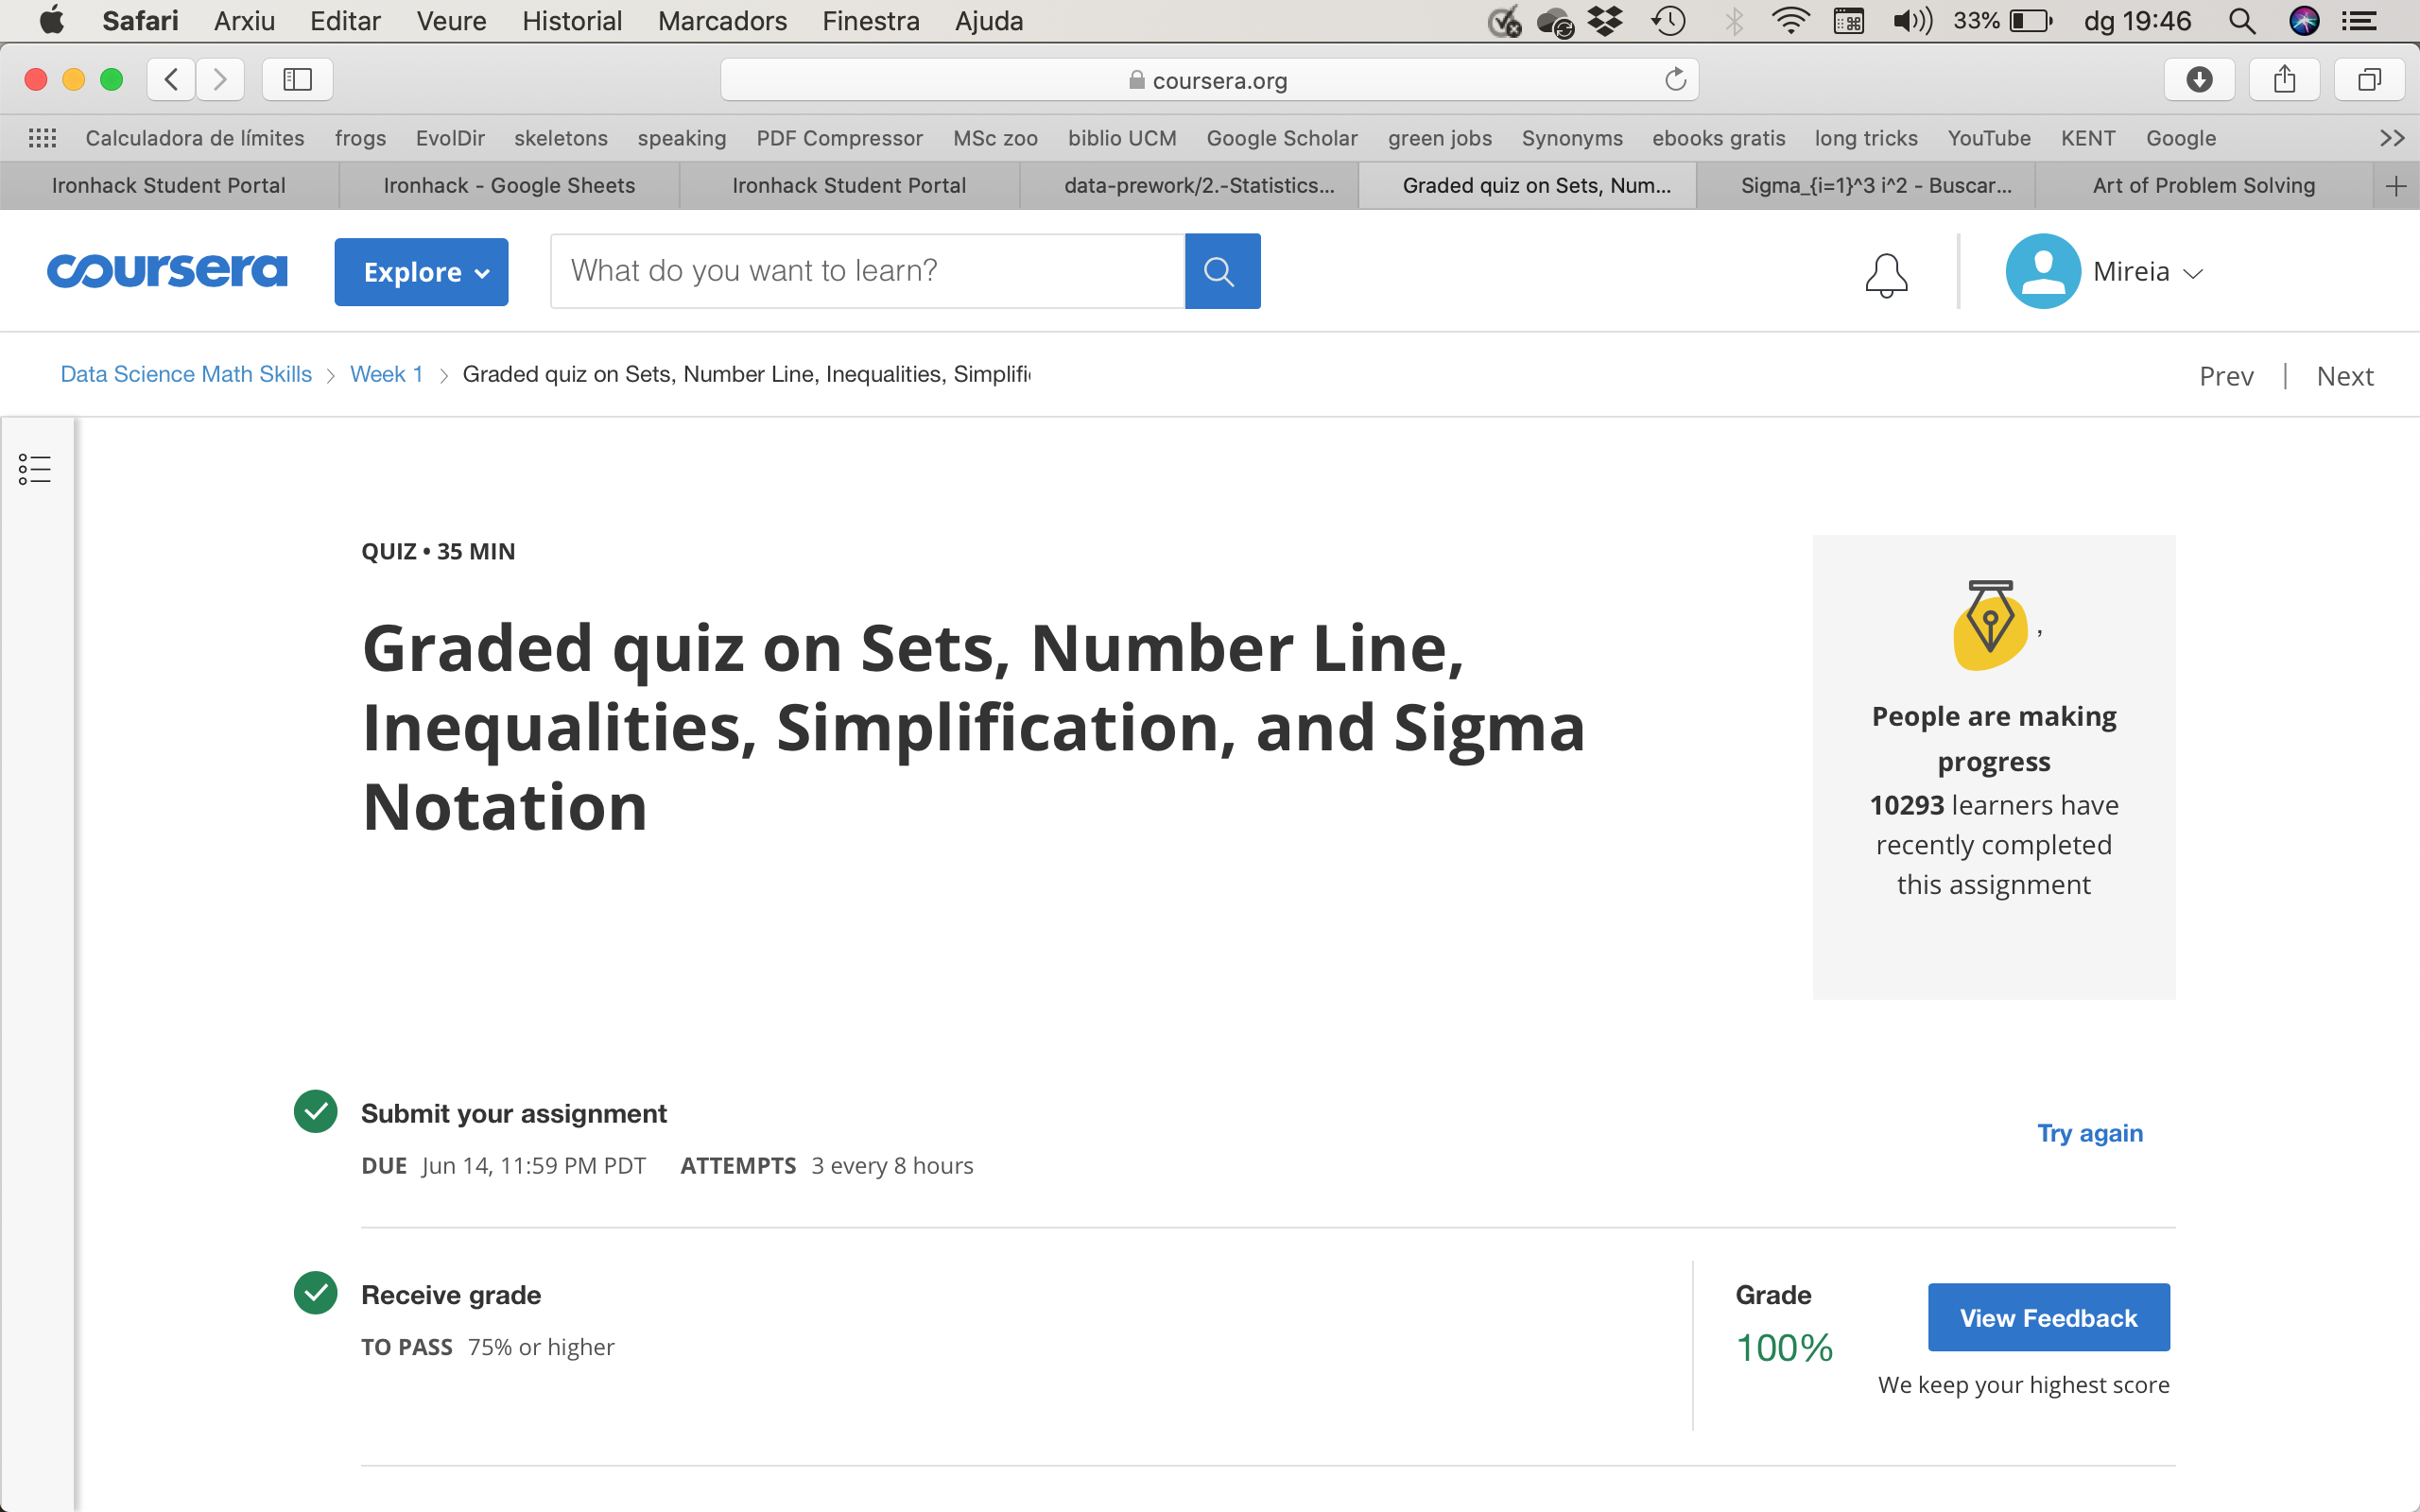 Safari Arxiu Editar Veure Historial Marcadors Finestra Ajuda 33% dg 19:46
coursera.org
Calculadora de límites frogs EvolDir skeletons speaking PDF Compressor MSc zoo biblio UCM Google Scholar green jobs Synonyms ebooks gratis long tricks YouTube KENT Google
Ironhack Student Portal Ironhack - Google Sheets Ironhack Student Portal data-prework/2.-Statistics... Graded quiz on Sets, Num... Sigma_{i=1}^3 i^2 - Buscar... Art of Problem Solving
coursera Explore What do you want to learn? Mireia
Data Science Math Skills > Week 1 > Graded quiz on Sets, Number Line, Inequalities, Simplifi
Prev | Next
QUIZ • 35 MIN
Graded quiz on Sets, Number Line,
Inequalities, Simplification, and Sigma
Notation
,
People are making
progress
10293 learners have
recently completed
this assignment
Submit your assignment
Try again
DUE Jun 14, 11:59 PM PDT ATTEMPTS 3 every 8 hours
Receive grade
TO PASS 75% or higher
Grade
100%
View Feedback
We keep your highest score